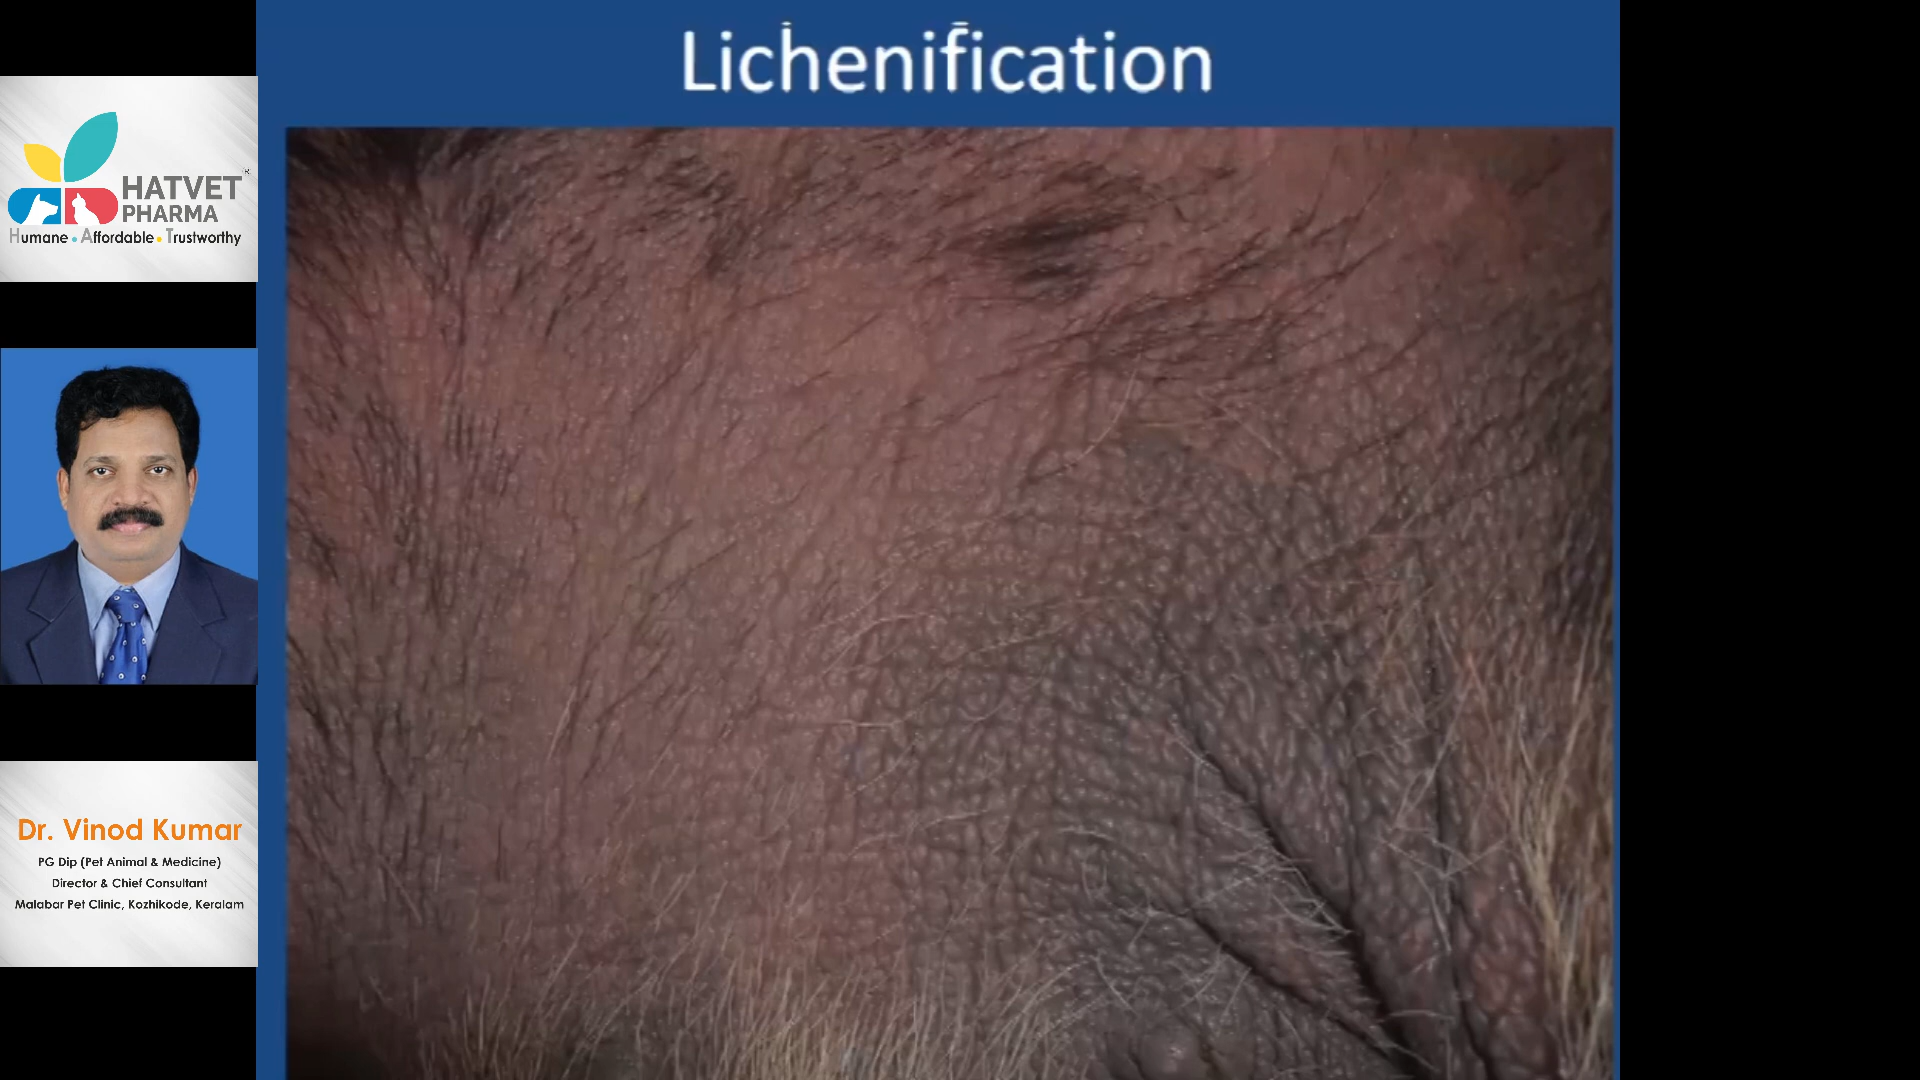 Lichenification
HATVET®
PHARMA
Humane • Affordable • Trustworthy
Dr. Vinod Kumar
PG Dip (Pet Animal & Medicine)
Director & Chief Consultant
Malabar Pet Clinic, Kozhikode, Keralam